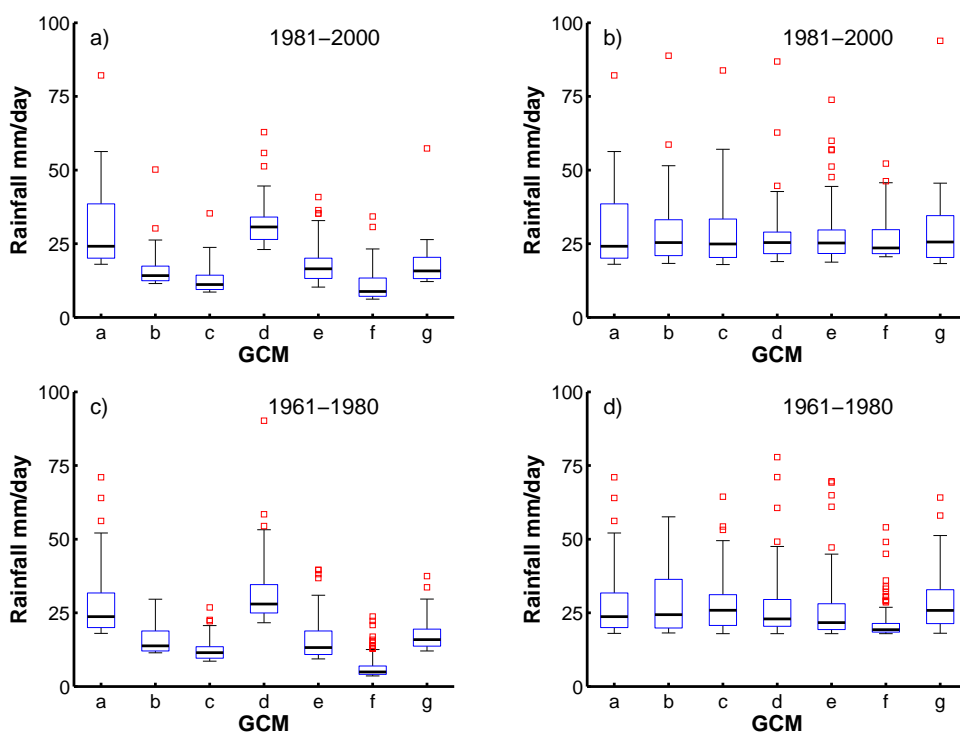 a) 1981−2000
Rainfall mm/day
100
75
50
25
0
a b c d e f g
GCM
b) 1981−2000
Rainfall mm/day
100
75
50
25
0
a b c d e f g
GCM
c) 1961−1980
Rainfall mm/day
100
75
50
25
0
a b c d e f g
GCM
d) 1961−1980
Rainfall mm/day
100
75
50
25
0
a b c d e f g
GCM